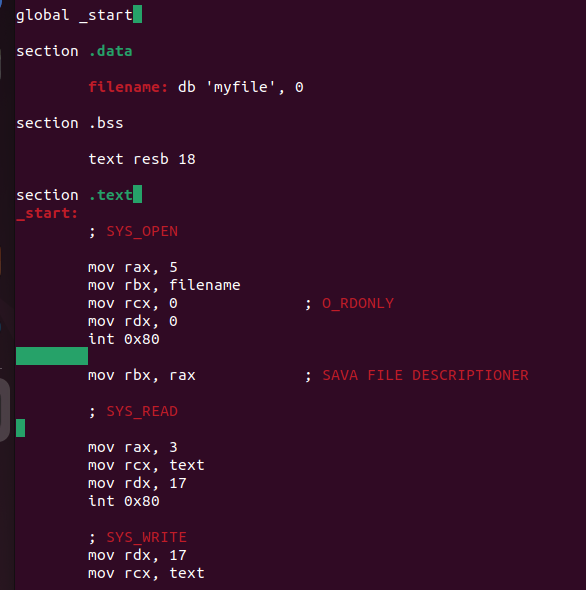 global _start
section .data
filename: db 'myfile', 0
section .bss
text resb 18
section .text
_start:
; SYS_OPEN
mov rax, 5
mov rbx, filename
mov rcx, 0 ; O_RDONLY
mov rdx, 0
int 0x80
mov rbx, rax ; SAVA FILE DESCRIPTIONER
; SYS_READ
mov rax, 3
mov rcx, text
mov rdx, 17
int 0x80
; SYS_WRITE
mov rdx, 17
mov rcx, text